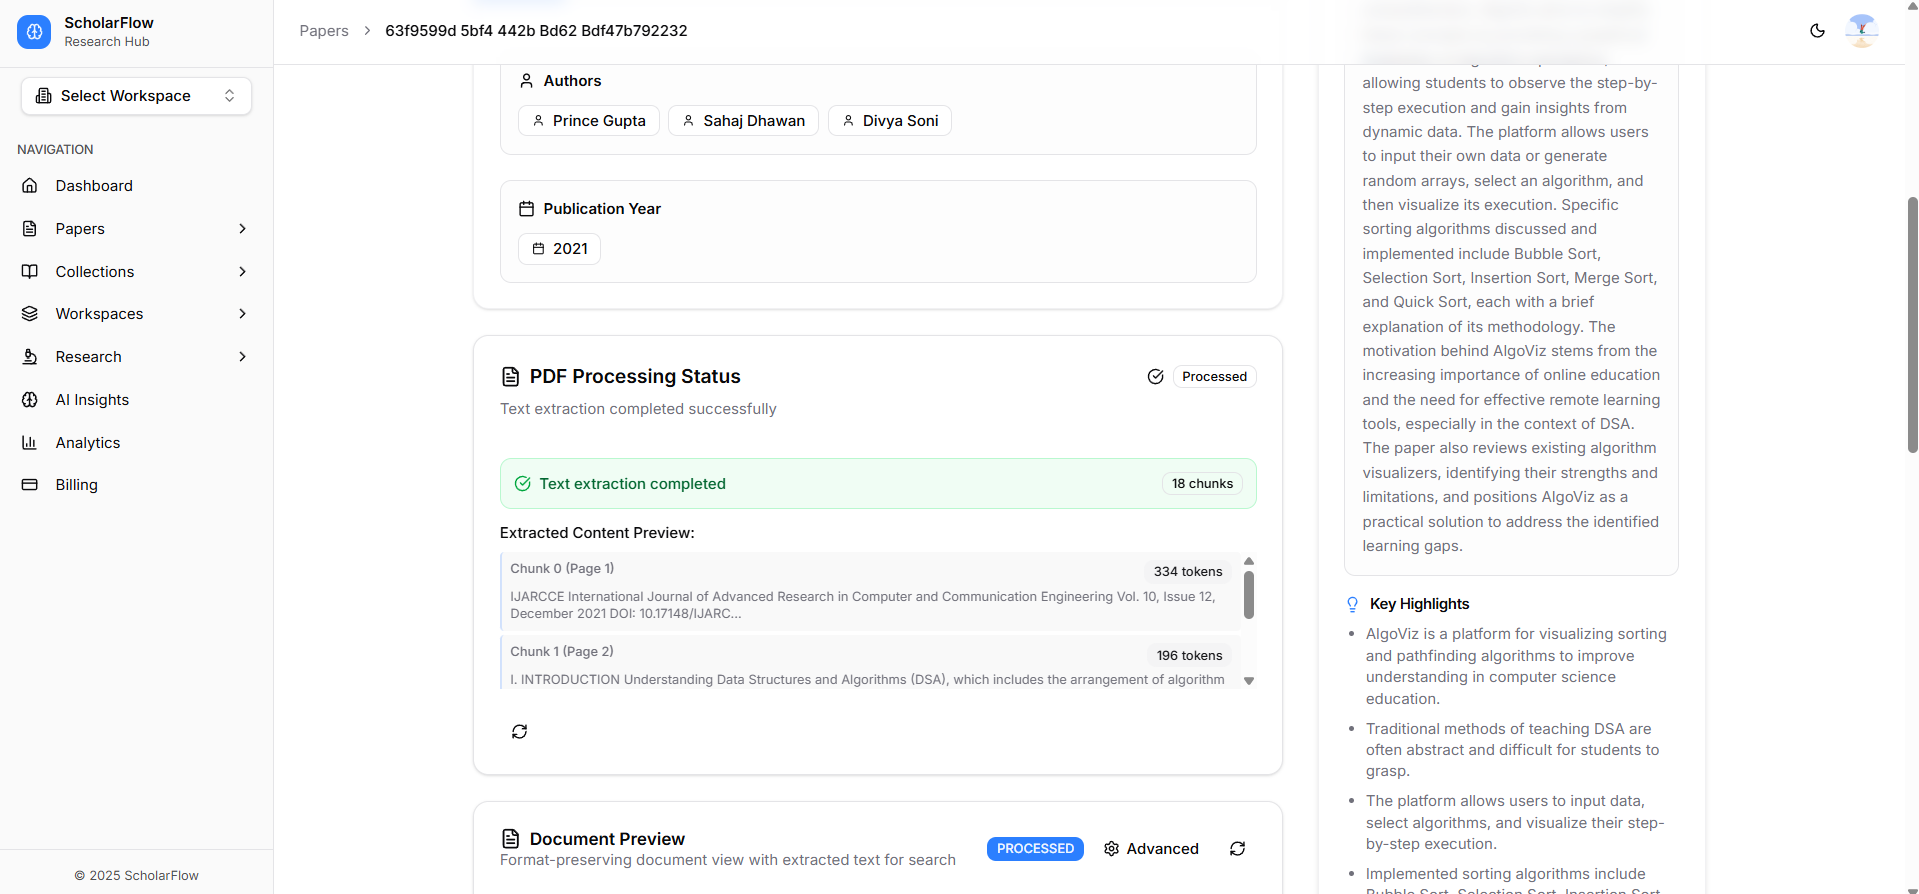 ScholarFlow
Research Hub
Select Workspace
NAVIGATION
Dashboard
Papers
Collections
Workspaces
Research
AI Insights
Analytics
Billing
© 2025 ScholarFlow
Papers > 63f9599d 5bf4 442b Bd62 Bdf47b792232
Authors
Prince Gupta
Sahaj Dhawan
Divya Soni
Publication Year
2021
PDF Processing Status
Processed
Text extraction completed successfully
Text extraction completed
18 chunks
Extracted Content Preview:
Chunk 0 (Page 1)
334 tokens
IJARCCE International Journal of Advanced Research in Computer and Communication Engineering Vol. 10, Issue 12,
December 2021 DOI: 10.17148/IJARC...
Chunk 1 (Page 2)
196 tokens
I. INTRODUCTION Understanding Data Structures and Algorithms (DSA), which includes the arrangement of algorithm
Document Preview
Format-preserving document view with extracted text for search
PROCESSED
Advanced
allowing students to observe the step-by-
step execution and gain insights from
dynamic data. The platform allows users
to input their own data or generate
random arrays, select an algorithm, and
then visualize its execution. Specific
sorting algorithms discussed and
implemented include Bubble Sort,
Selection Sort, Insertion Sort, Merge Sort,
and Quick Sort, each with a brief
explanation of its methodology. The
motivation behind AlgoViz stems from the
increasing importance of online education
and the need for effective remote learning
tools, especially in the context of DSA.
The paper also reviews existing algorithm
visualizers, identifying their strengths and
limitations, and positions AlgoViz as a
practical solution to address the identified
learning gaps.
Key Highlights
• AlgoViz is a platform for visualizing sorting
and pathfinding algorithms to improve
understanding in computer science
education.
• Traditional methods of teaching DSA are
often abstract and difficult for students to
grasp.
• The platform allows users to input data,
select algorithms, and visualize their step-
by-step execution.
• Implemented sorting algorithms include
Bubble Sort, Selection Sort, Insertion Sort,